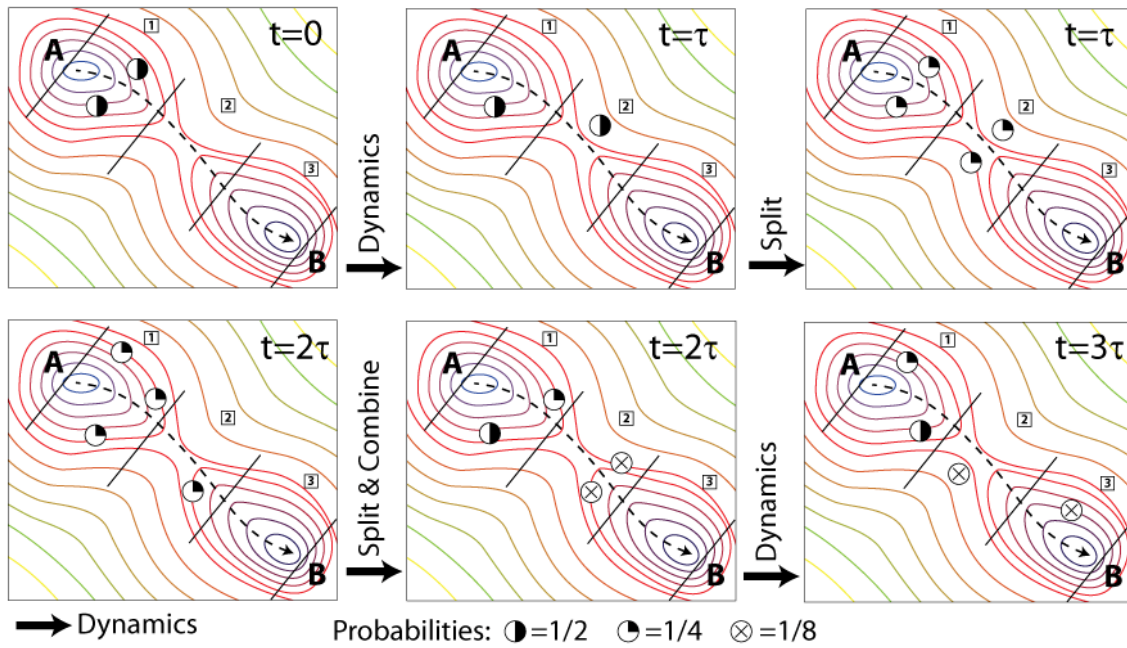 t=0
1
A
2
3
B
Dynamics
t=τ
1
A
2
3
B
Split
t=τ
1
A
2
3
B
t=2τ
1
A
2
3
B
Split & Combine
t=2τ
1
A
2
3
B
Dynamics
t=3τ
1
A
2
3
B
Dynamics
Probabilities: =1/2 =1/4 =1/8